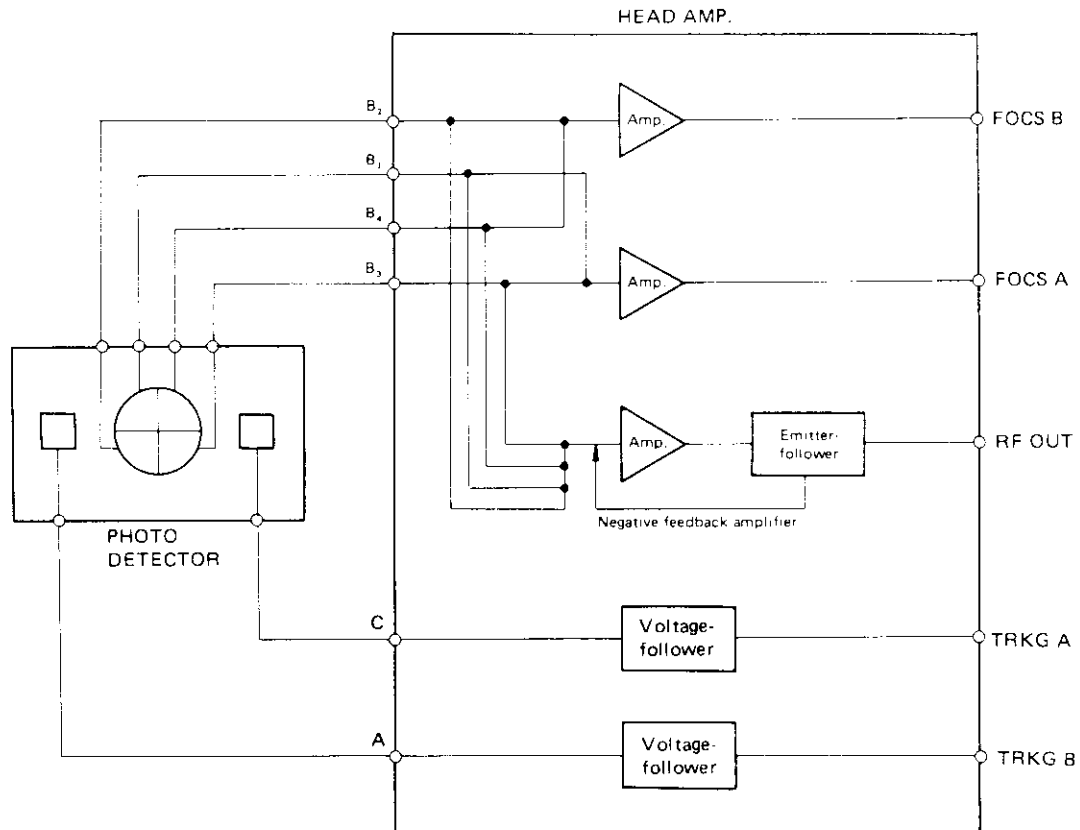 HEAD AMP.
B₂
Amp.
FOCS B
B₁
B₄
B₃
Amp.
FOCS A
Amp.
Emitter-
follower
RF OUT
Negative feedback amplifier
PHOTO
DETECTOR
C
Voltage-
follower
TRKG A
A
Voltage-
follower
TRKG B